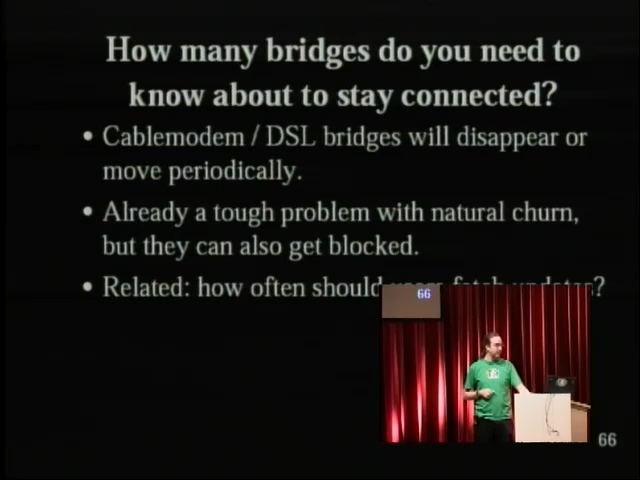 How many bridges do you need to
know about to stay connected?
• Cablemodem / DSL bridges will disappear or
move periodically.
• Already a tough problem with natural churn,
but they can also get blocked.
• Related: how often should
66
66